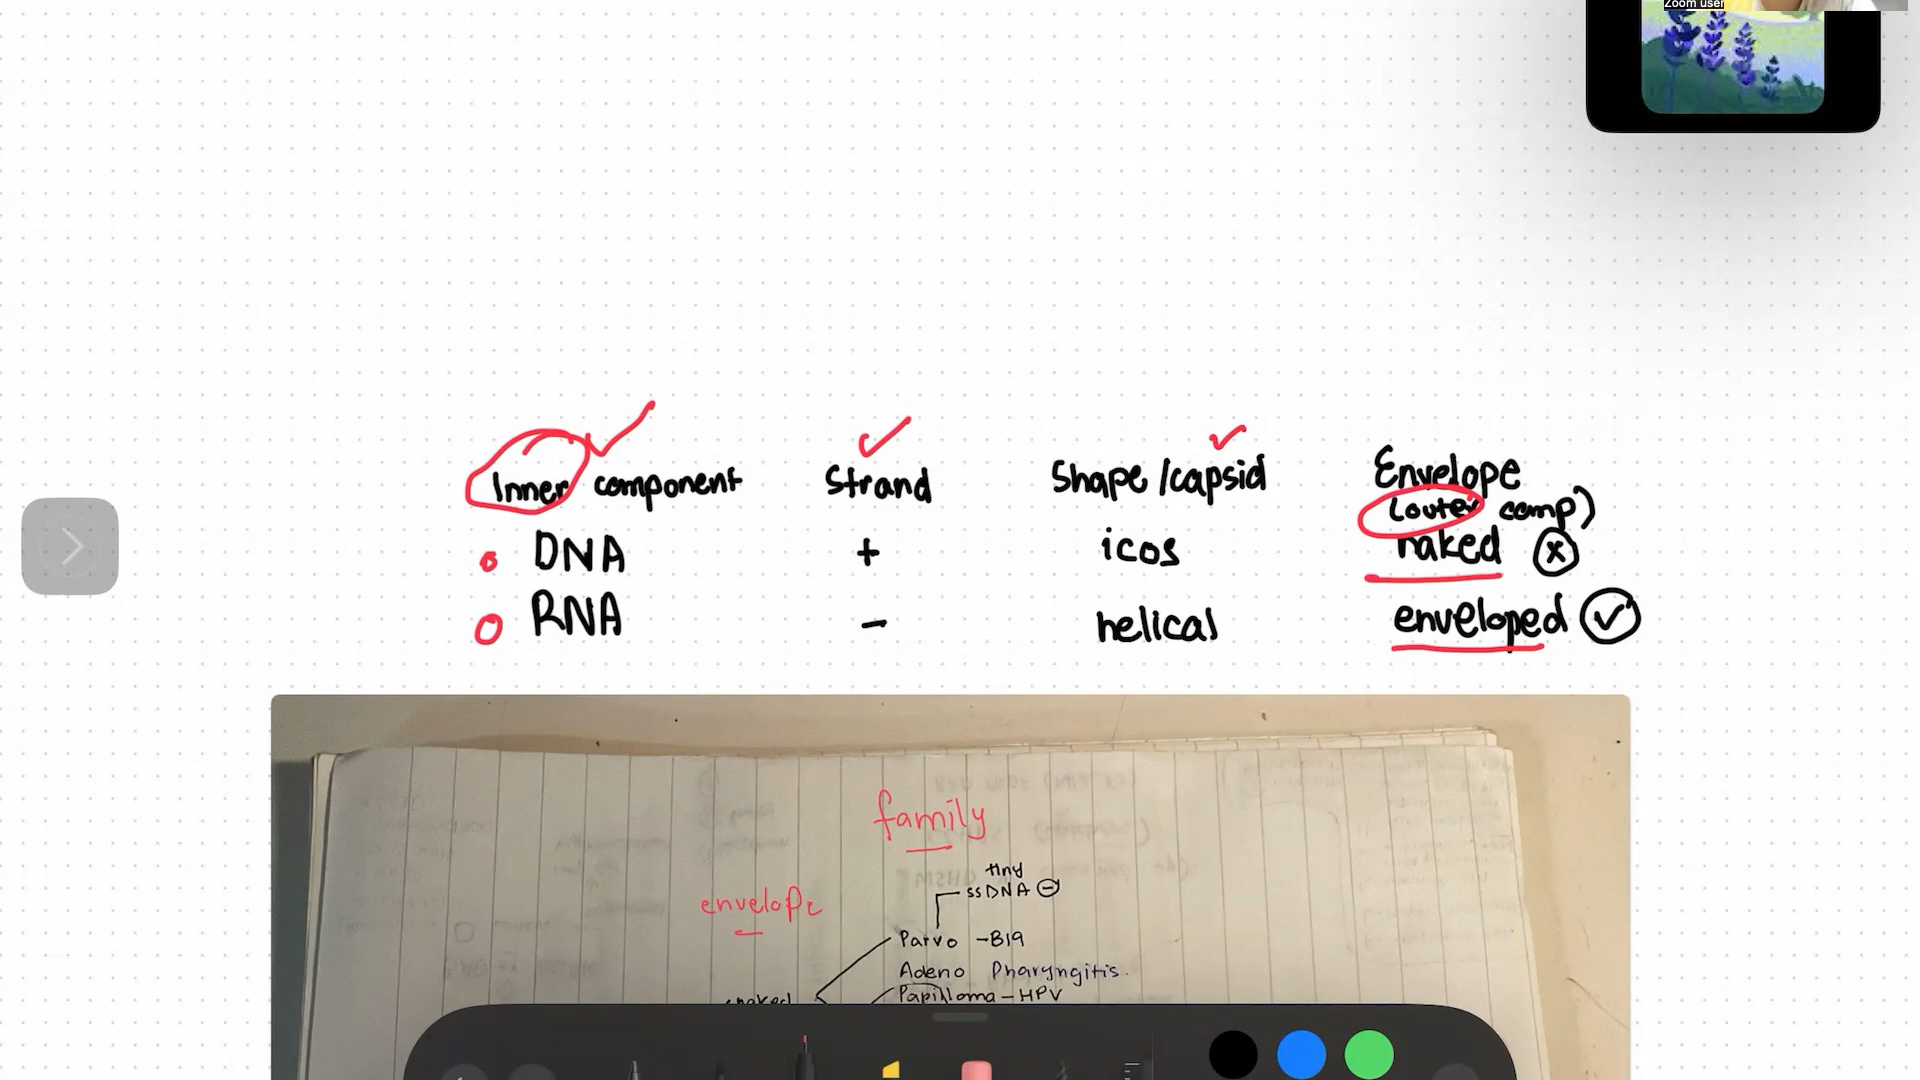 Zoom user
Inner component Strand Shape/capsid Envelope
(outer comp)
DNA + icos naked x
RNA - helical enveloped ✓
family
tiny
ssDNA -
envelope
Parvo - B19
Adeno Pharyngitis.
naked Papilloma - HPV